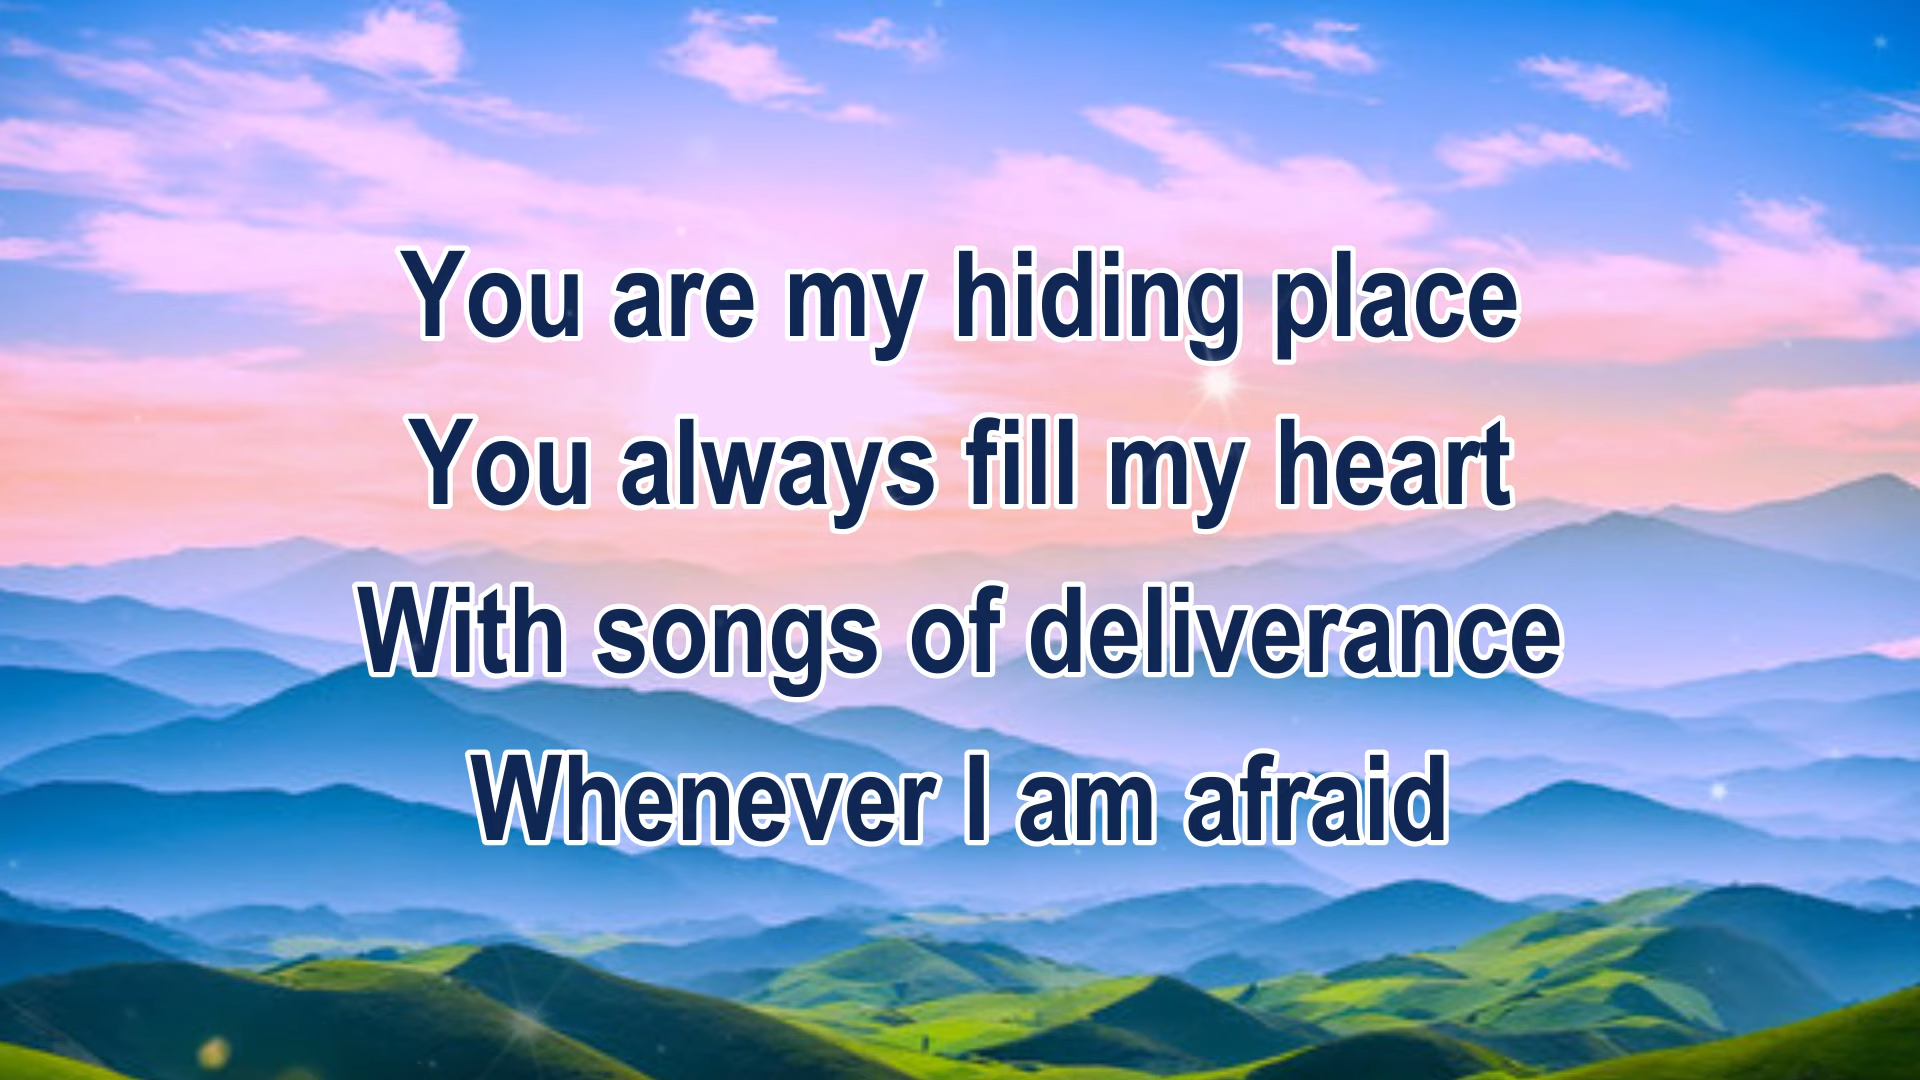 You are my hiding place
You always fill my heart
With songs of deliverance
Whenever I am afraid